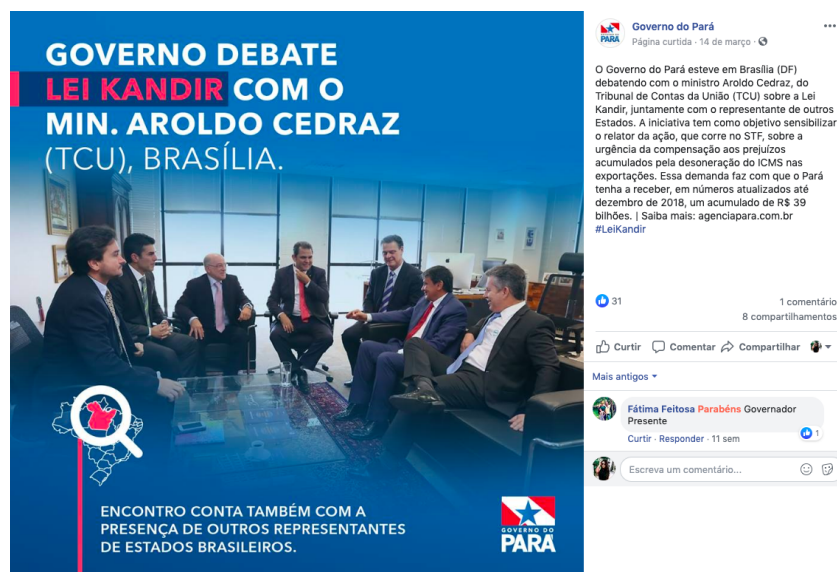 GOVERNO DEBATE
LEI KANDIR COM O
MIN. AROLDO CEDRAZ
(TCU), BRASÍLIA.
ENCONTRO CONTA TAMBÉM COM A
PRESENÇA DE OUTROS REPRESENTANTES
DE ESTADOS BRASILEIROS.
GOVERNO DO
PARÁ
PARÁ
Governo do Pará
Página curtida · 14 de março ·
O Governo do Pará esteve em Brasília (DF)
debatendo com o ministro Aroldo Cedraz, do
Tribunal de Contas da União (TCU) sobre a Lei
Kandir, juntamente com o representante de outros
Estados. A iniciativa tem como objetivo sensibilizar
o relator da ação, que corre no STF, sobre a
urgência da compensação aos prejuízos
acumulados pela desoneração do ICMS nas
exportações. Essa demanda faz com que o Pará
tenha a receber, em números atualizados até
dezembro de 2018, um acumulado de R$ 39
bilhões. | Saiba mais: agenciapara.com.br
#LeiKandir
31
1 comentário
8 compartilhamentos
Curtir Comentar Compartilhar
Mais antigos
Fátima Feitosa Parabéns Governador
Presente
1
Curtir · Responder · 11 sem
Escreva um comentário...